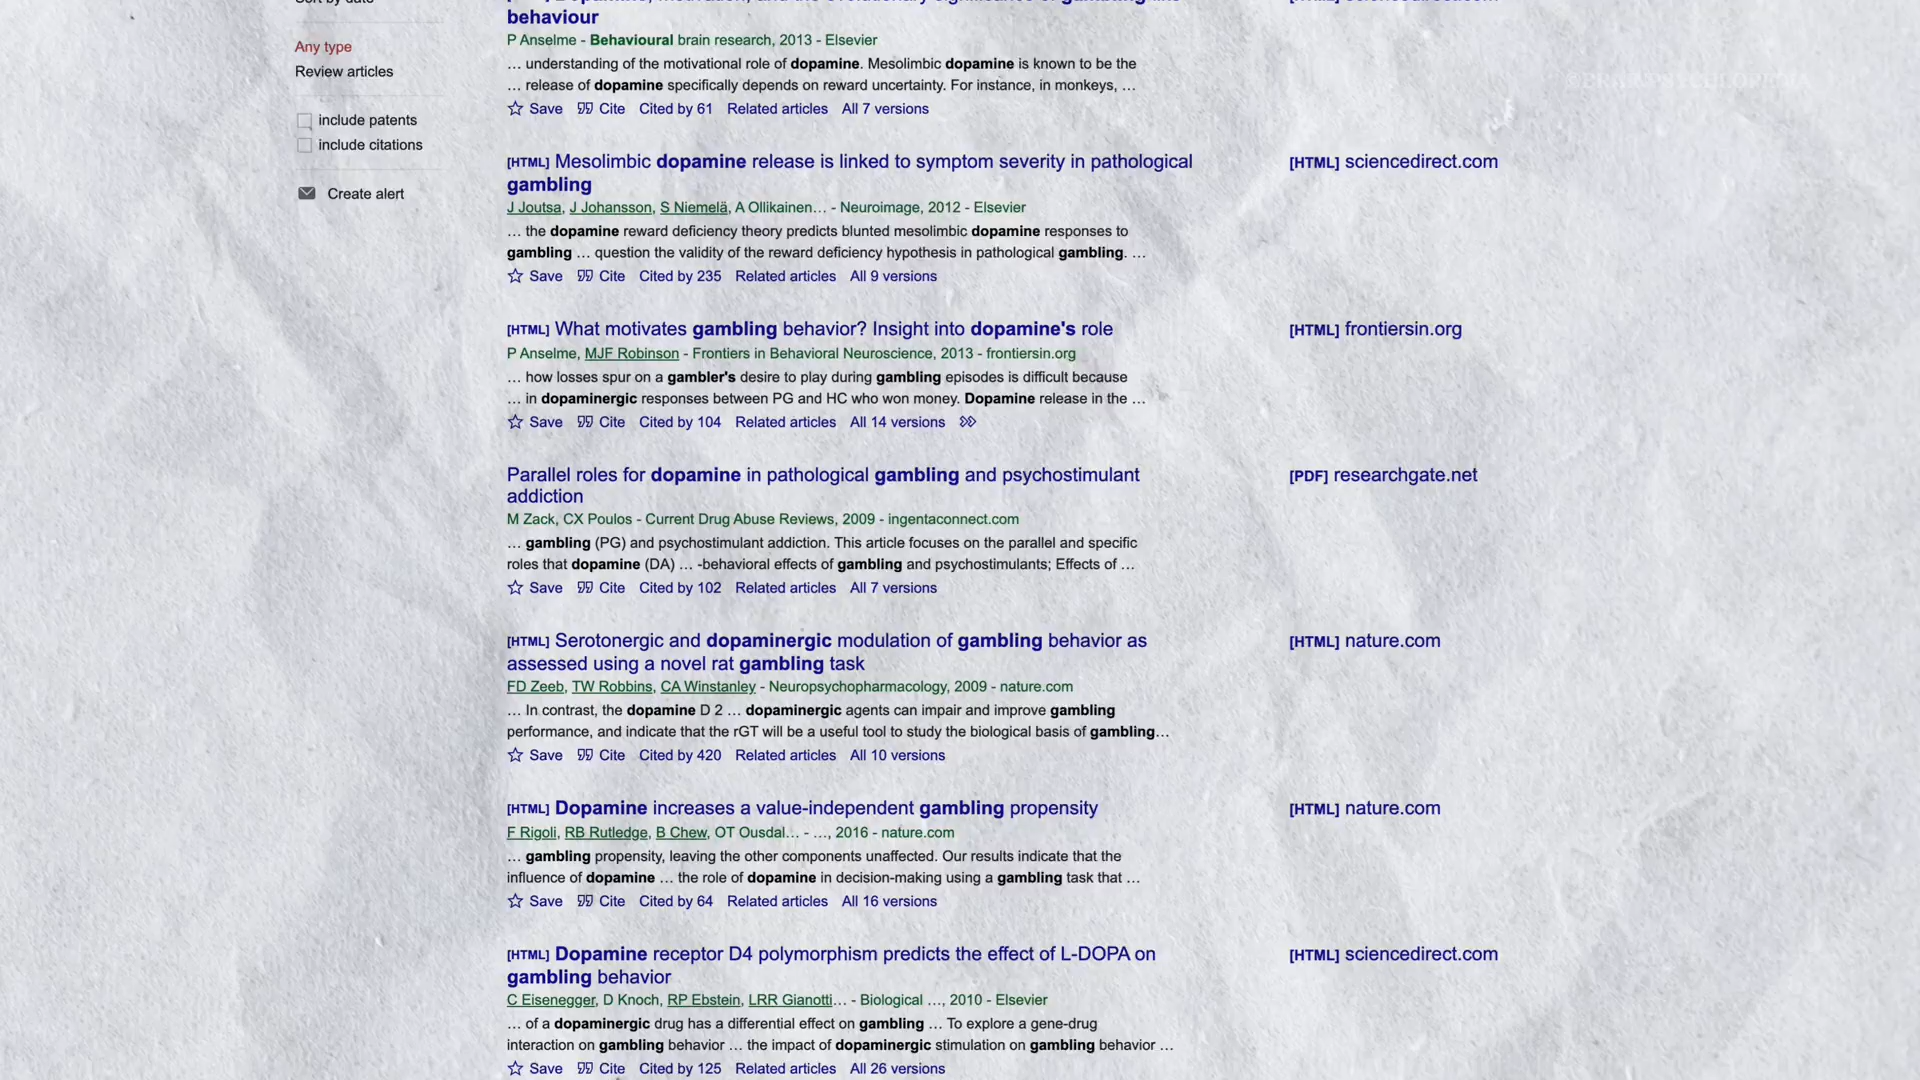 Sort by date
Any type
Review articles
include patents
include citations
Create alert
[HTML] Dopamine, motivation, and the evolutionary significance of gambling-like
behaviour
P Anselme - Behavioural brain research, 2013 - Elsevier
… understanding of the motivational role of dopamine. Mesolimbic dopamine is known to be the
… release of dopamine specifically depends on reward uncertainty. For instance, in monkeys, …
Save Cite Cited by 61 Related articles All 7 versions
[HTML] sciencedirect.com
©BRAINPSYCHLOPEDIA
[HTML] Mesolimbic dopamine release is linked to symptom severity in pathological
gambling
J Joutsa, J Johansson, S Niemelä, A Ollikainen… - Neuroimage, 2012 - Elsevier
… the dopamine reward deficiency theory predicts blunted mesolimbic dopamine responses to
gambling … question the validity of the reward deficiency hypothesis in pathological gambling. …
Save Cite Cited by 235 Related articles All 9 versions
[HTML] sciencedirect.com
[HTML] What motivates gambling behavior? Insight into dopamine's role
P Anselme, MJF Robinson - Frontiers in Behavioral Neuroscience, 2013 - frontiersin.org
… how losses spur on a gambler's desire to play during gambling episodes is difficult because
… in dopaminergic responses between PG and HC who won money. Dopamine release in the …
Save Cite Cited by 104 Related articles All 14 versions
[HTML] frontiersin.org
Parallel roles for dopamine in pathological gambling and psychostimulant
addiction
M Zack, CX Poulos - Current Drug Abuse Reviews, 2009 - ingentaconnect.com
… gambling (PG) and psychostimulant addiction. This article focuses on the parallel and specific
roles that dopamine (DA) … -behavioral effects of gambling and psychostimulants; Effects of …
Save Cite Cited by 102 Related articles All 7 versions
[PDF] researchgate.net
[HTML] Serotonergic and dopaminergic modulation of gambling behavior as
assessed using a novel rat gambling task
FD Zeeb, TW Robbins, CA Winstanley - Neuropsychopharmacology, 2009 - nature.com
… In contrast, the dopamine D 2 … dopaminergic agents can impair and improve gambling
performance, and indicate that the rGT will be a useful tool to study the biological basis of gambling…
Save Cite Cited by 420 Related articles All 10 versions
[HTML] nature.com
[HTML] Dopamine increases a value-independent gambling propensity
F Rigoli, RB Rutledge, B Chew, OT Ousdal… - …, 2016 - nature.com
… gambling propensity, leaving the other components unaffected. Our results indicate that the
influence of dopamine … the role of dopamine in decision-making using a gambling task that …
Save Cite Cited by 64 Related articles All 16 versions
[HTML] nature.com
[HTML] Dopamine receptor D4 polymorphism predicts the effect of L-DOPA on
gambling behavior
C Eisenegger, D Knoch, RP Ebstein, LRR Gianotti… - Biological …, 2010 - Elsevier
… of a dopaminergic drug has a differential effect on gambling … To explore a gene-drug
interaction on gambling behavior … the impact of dopaminergic stimulation on gambling behavior …
Save Cite Cited by 125 Related articles All 26 versions
[HTML] sciencedirect.com